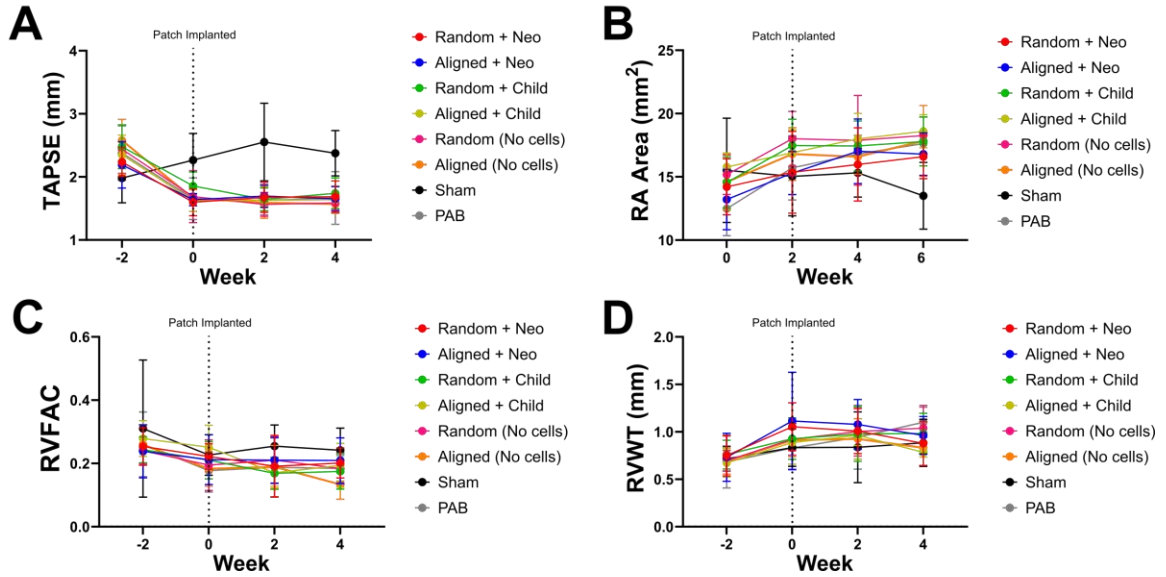 A
TAPSE (mm)
Patch Implanted
4
3
2
1
-2
0
2
4
Week
Random + Neo
Aligned + Neo
Random + Child
Aligned + Child
Random (No cells)
Aligned (No cells)
Sham
PAB
B
RA Area (mm²)
Patch Implanted
25
20
15
10
0
2
4
6
Week
Random + Neo
Aligned + Neo
Random + Child
Aligned + Child
Random (No cells)
Aligned (No cells)
Sham
PAB
C
RVFAC
Patch Implanted
0.6
0.4
0.2
0.0
-2
0
2
4
Week
Random + Neo
Aligned + Neo
Random + Child
Aligned + Child
Random (No cells)
Aligned (No cells)
Sham
PAB
D
RVWT (mm)
Patch Implanted
2.0
1.5
1.0
0.5
0.0
-2
0
2
4
Week
Random + Neo
Aligned + Neo
Random + Child
Aligned + Child
Random (No cells)
Aligned (No cells)
Sham
PAB